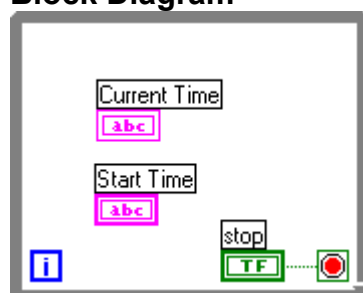 Block Diagram
Current Time
abc
Start Time
abc
stop
i
TF